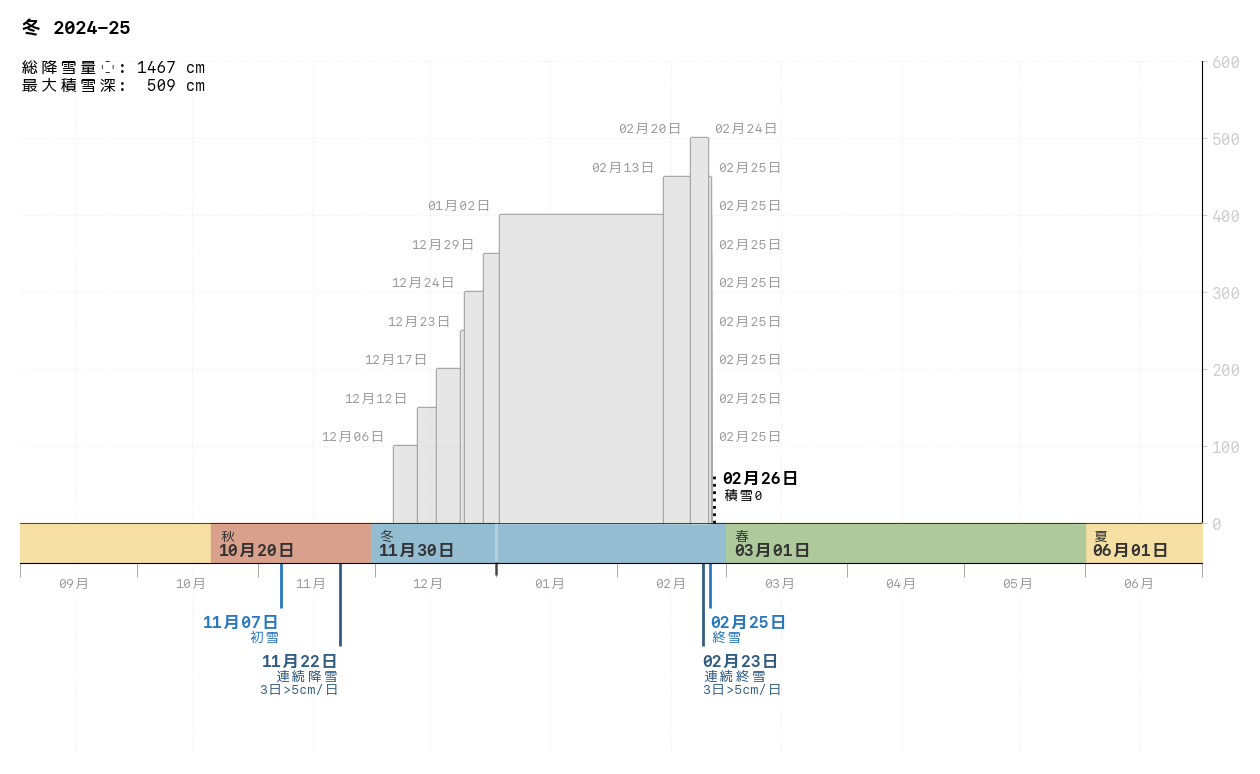 冬 2024–25
総降雪量: 1467 cm
最大積雪深: 509 cm
600
02月20日 02月24日
500
02月13日 02月25日
01月02日 02月25日
400
12月29日 02月25日
12月24日 02月25日
300
12月23日 02月25日
12月17日 02月25日
200
12月12日 02月25日
12月06日 02月25日
100
02月26日
積雪0
0
秋 冬 春 夏
10月20日 11月30日 03月01日 06月01日
09月 10月 11月 12月 01月 02月 03月 04月 05月 06月
11月07日 02月25日
初雪 終雪
11月22日 02月23日
連続降雪 連続終雪
3日>5cm/日 3日>5cm/日